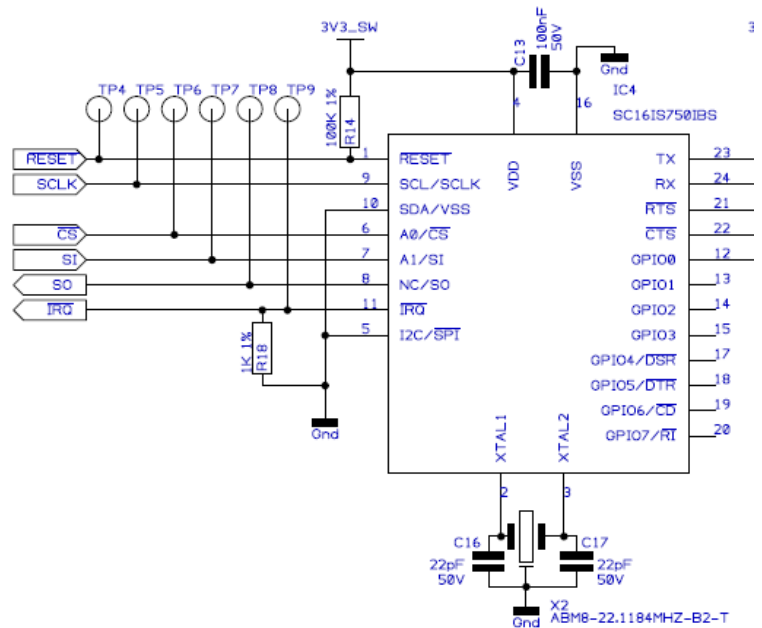 3V3_SW
C13
100nF
50V
Gnd
IC4
SC16IS750IBS
TP4 TP5 TP6 TP7 TP8 TP9
100K 1%
R14
4
16
VDD
VSS
RESET 1 RESET TX 23
SCLK 9 SCL/SCLK RX 24
10 SDA/VSS RTS 21
CS 6 A0/CS CTS 22
SI 7 A1/SI GPIO0 12
SO 8 NC/SO GPIO1 13
IRQ 11 IRQ GPIO2 14
5 I2C/SPI GPIO3 15
GPIO4/DSR 17
GPIO5/DTR 18
GPIO6/CD 19
GPIO7/RI 20
1K 1%
R18
Gnd
XTAL1
XTAL2
2
3
C16
22pF
50V
C17
22pF
50V
Gnd
X2
ABM8-22.1184MHZ-B2-T